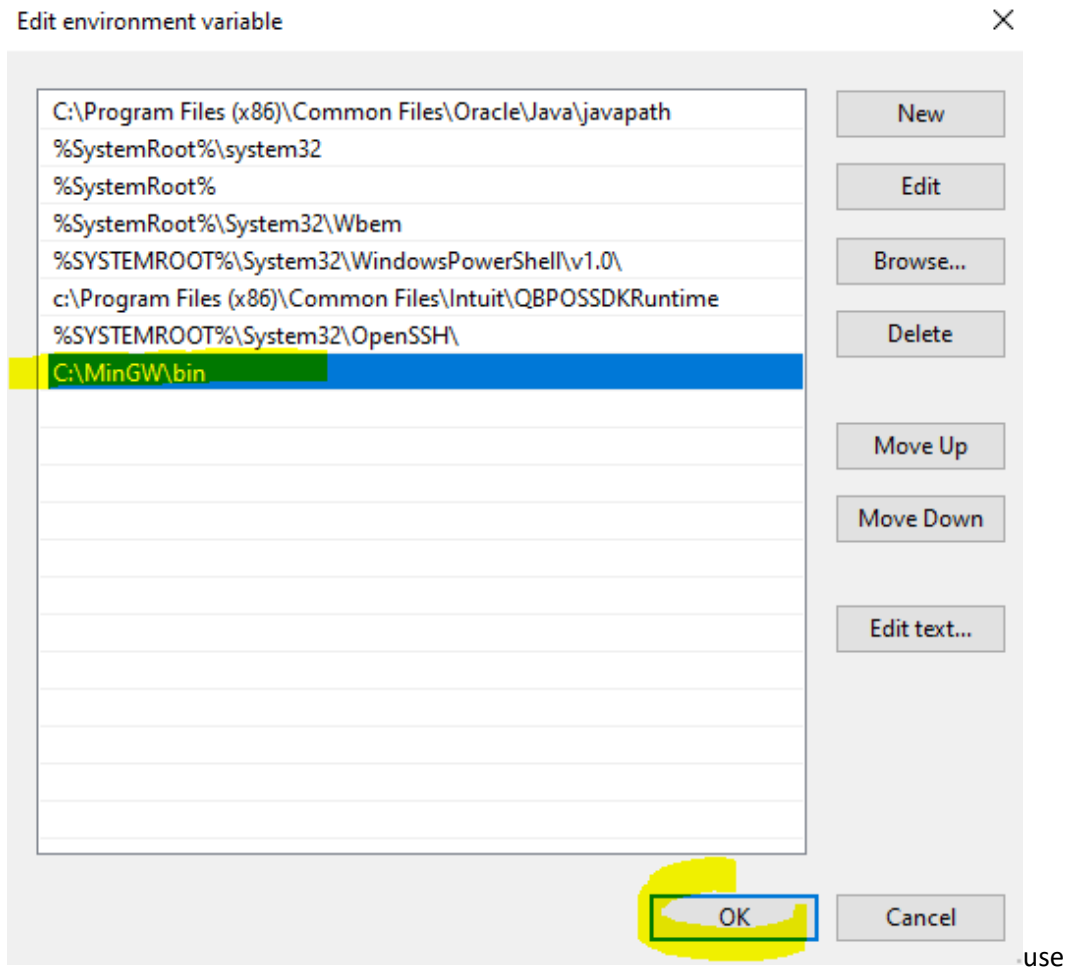 Edit environment variable
C:\Program Files (x86)\Common Files\Oracle\Java\javapath
New
%SystemRoot%\system32
%SystemRoot%
Edit
%SystemRoot%\System32\Wbem
%SYSTEMROOT%\System32\WindowsPowerShell\v1.0\
Browse...
c:\Program Files (x86)\Common Files\Intuit\QBPOSSDKRuntime
%SYSTEMROOT%\System32\OpenSSH\
Delete
C:\MinGW\bin
Move Up
Move Down
Edit text...
OK
Cancel
use